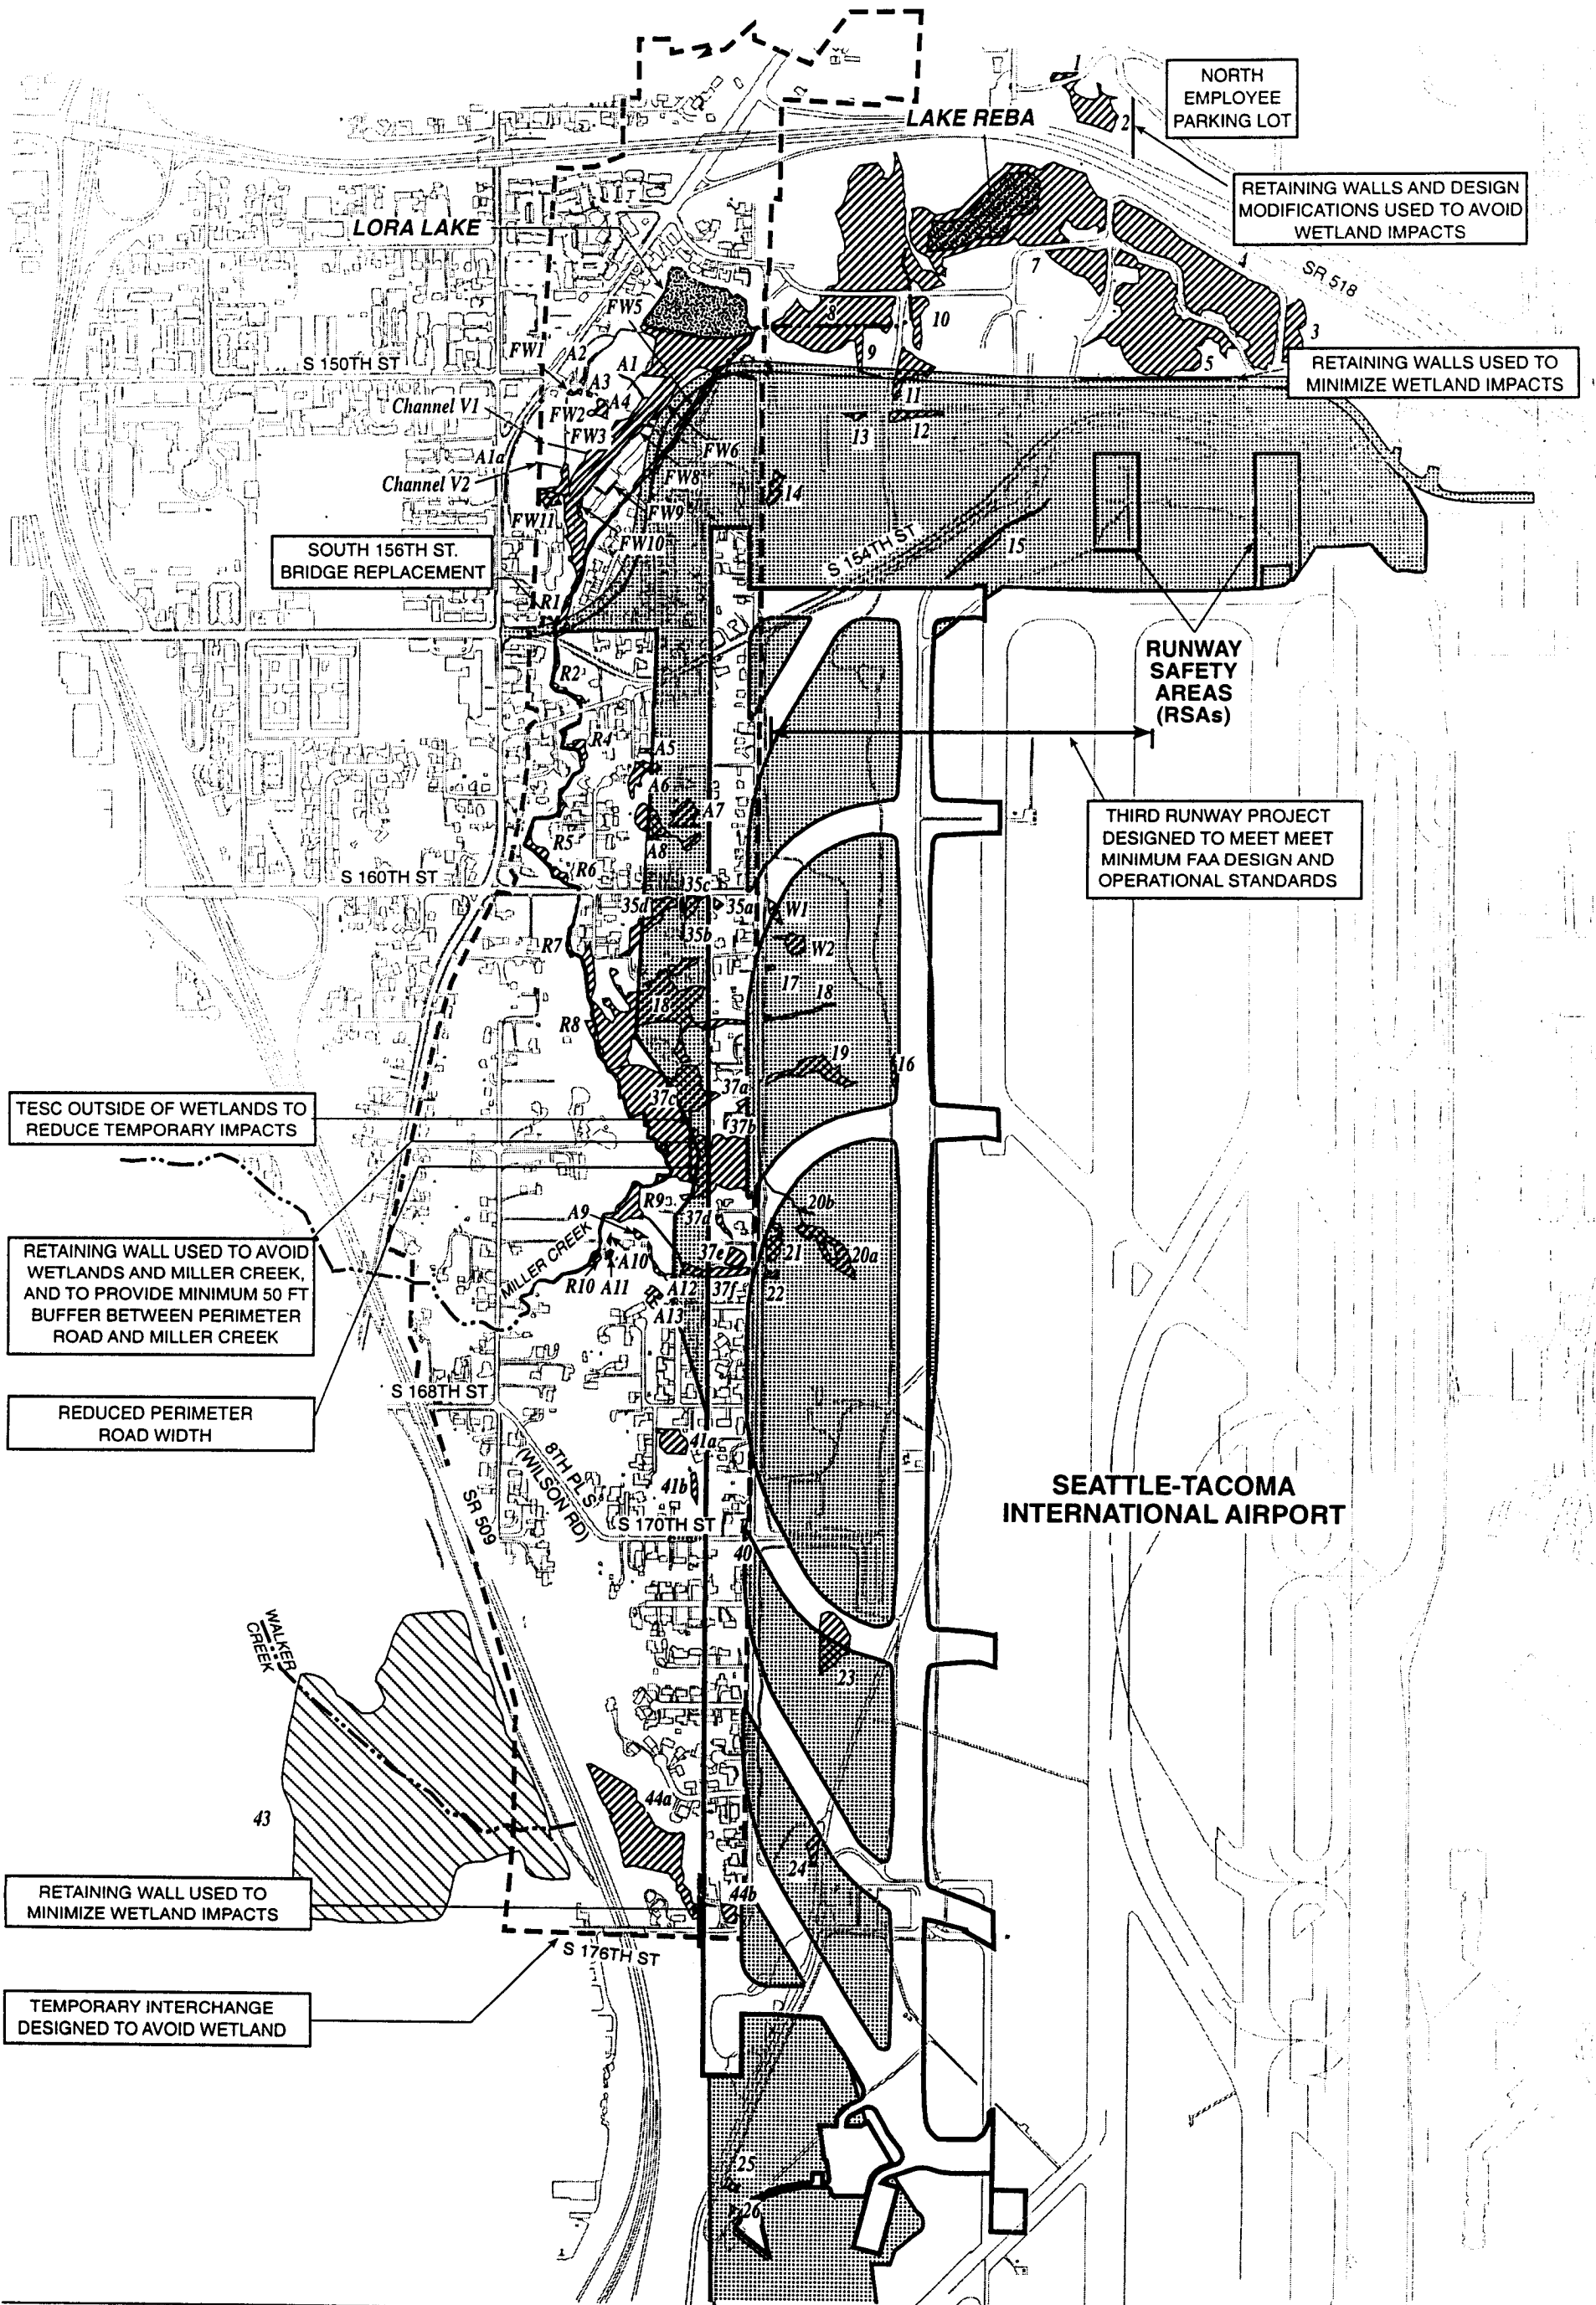 1
NORTH
EMPLOYEE
PARKING LOT
LAKE REBA
2
RETAINING WALLS AND DESIGN
MODIFICATIONS USED TO AVOID
WETLAND IMPACTS
LORA LAKE
4
SR 518
7
FW5
8
10
3
FW1
A2
A1
9
5
S 150TH ST
RETAINING WALLS USED TO
MINIMIZE WETLAND IMPACTS
A3
A4
11
Channel V1
FW2
13
12
FW3
FW6
A1a
Channel V2
FW8
14
FW9
FW11
FW10
SOUTH 156TH ST.
BRIDGE REPLACEMENT
S 154TH ST
15
R1
R2
RUNWAY
SAFETY
AREAS
(RSAs)
R4
A5
A6
A7
THIRD RUNWAY PROJECT
DESIGNED TO MEET MEET
MINIMUM FAA DESIGN AND
OPERATIONAL STANDARDS
R5
A8
R6
S 160TH ST
35c
35d
35a
W1
35b
R7
W2
17
18
18
R8
19
16
37c
37a
TESC OUTSIDE OF WETLANDS TO
REDUCE TEMPORARY IMPACTS
37b
R9
20b
A9
37d
RETAINING WALL USED TO AVOID
WETLANDS AND MILLER CREEK,
AND TO PROVIDE MINIMUM 50 FT
BUFFER BETWEEN PERIMETER
ROAD AND MILLER CREEK
MILLER CREEK
37e
21
20a
A10
R10
A11
A12
37f
22
A13
S 168TH ST
REDUCED PERIMETER
ROAD WIDTH
41a
8TH PL S
(WILSON RD)
41b
SEATTLE-TACOMA
INTERNATIONAL AIRPORT
SR 509
S 170TH ST
40
WALKER
CREEK
23
44a
43
24
RETAINING WALL USED TO
MINIMIZE WETLAND IMPACTS
44b
S 176TH ST
TEMPORARY INTERCHANGE
DESIGNED TO AVOID WETLAND
25
26